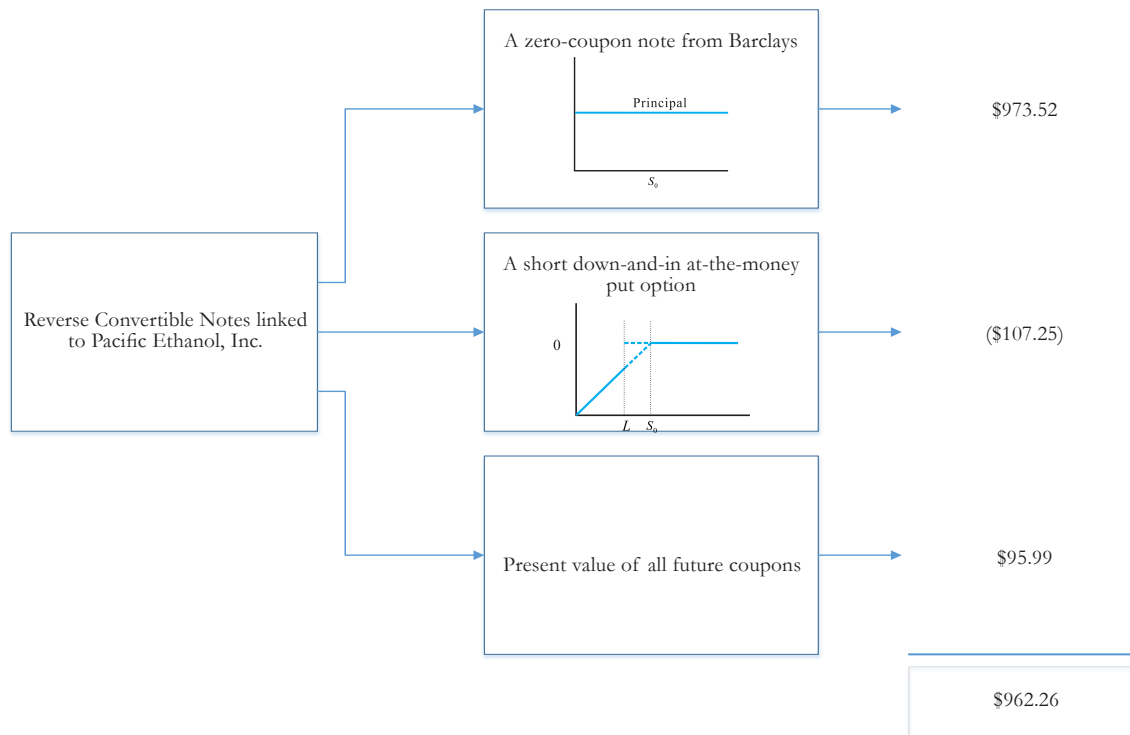 A zero-coupon note from Barclays
Principal
S₀
$973.52
Reverse Convertible Notes linked
to Pacific Ethanol, Inc.
A short down-and-in at-the-money
put option
0
L S₀
($107.25)
Present value of all future coupons
$95.99
$962.26